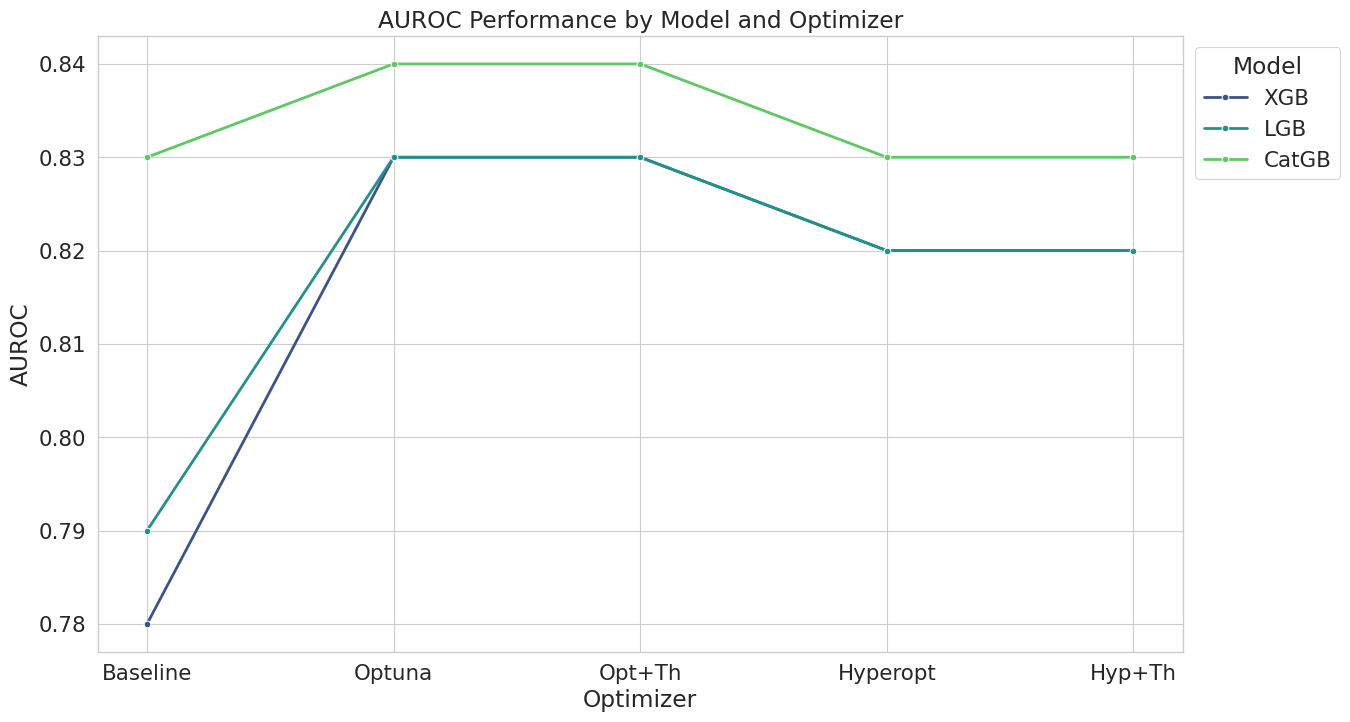 AUROC Performance by Model and Optimizer
Model
XGB
LGB
CatGB
AUROC
0.84
0.83
0.82
0.81
0.80
0.79
0.78
Baseline Optuna Opt+Th Hyperopt Hyp+Th
Optimizer